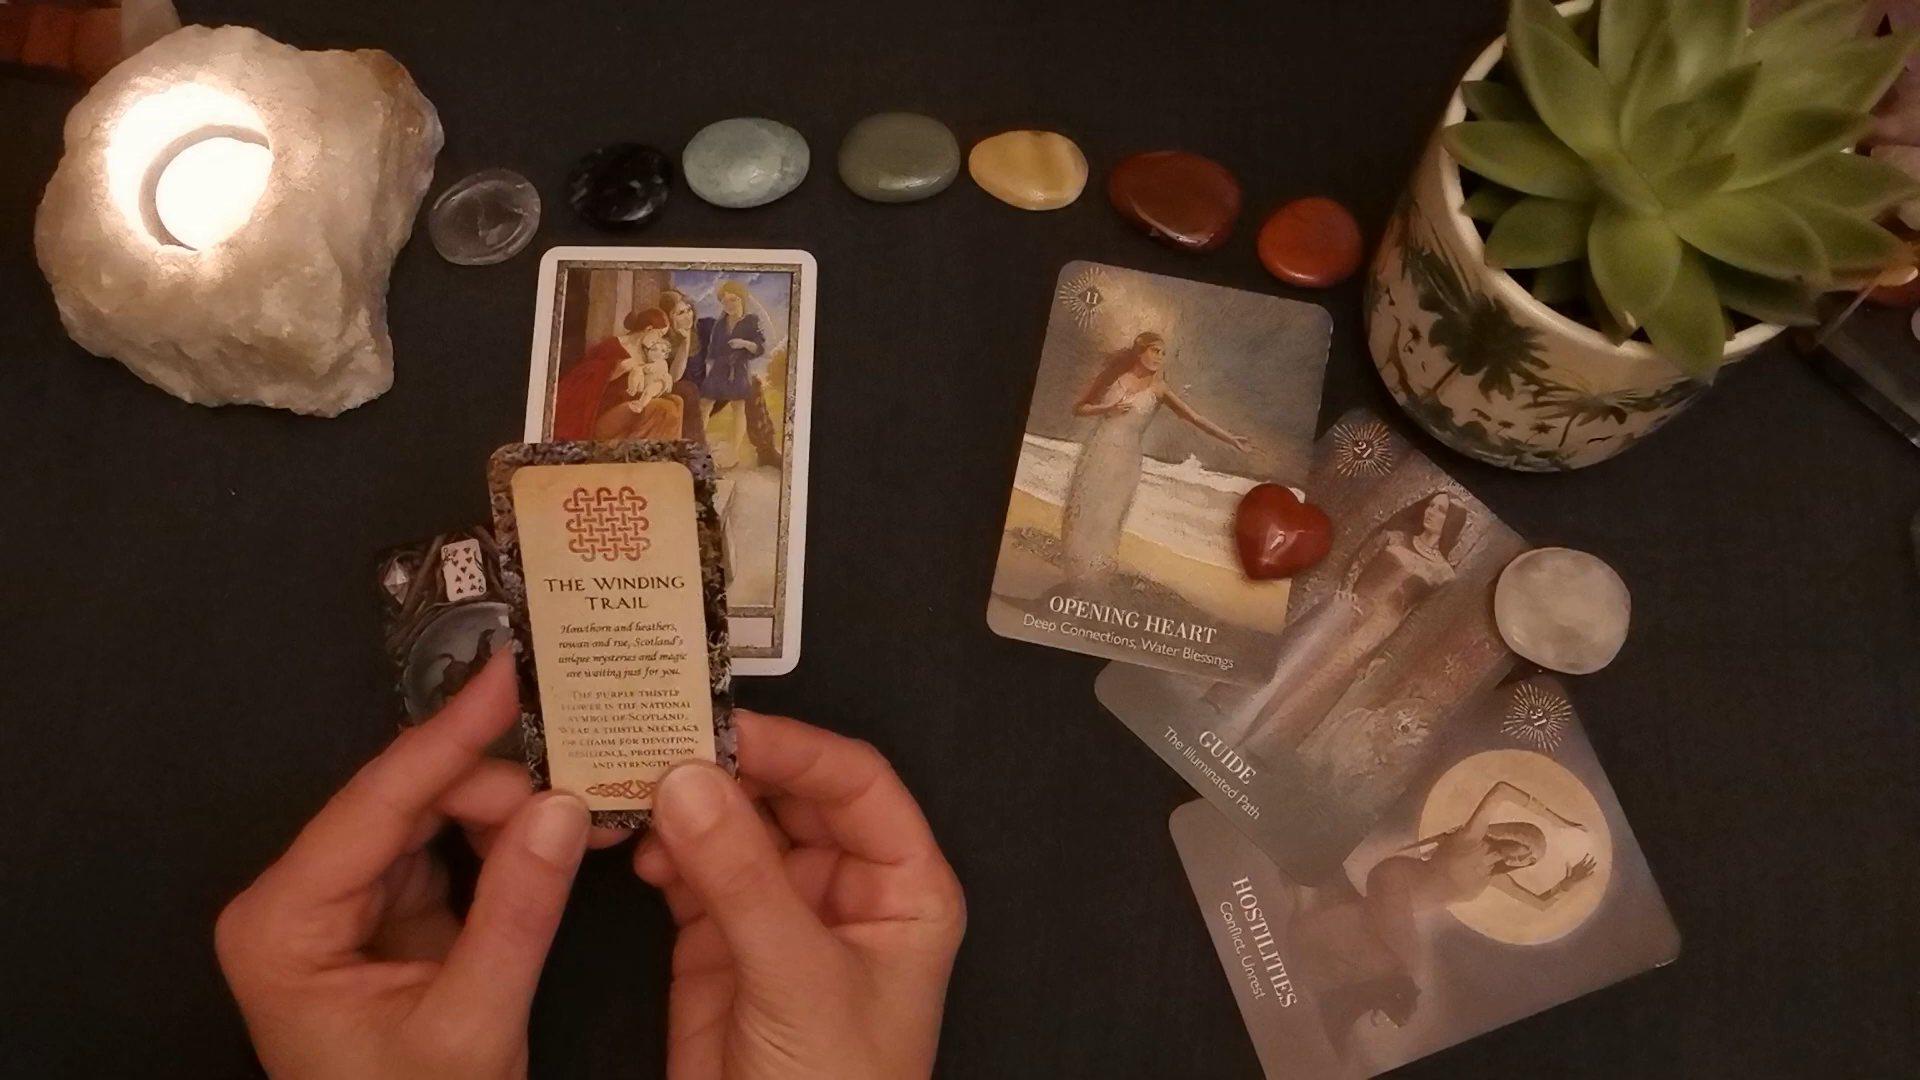 THE WINDING
TRAIL
Hawthorn and heathers,
rowan and rue, Scotland's
unique mysteries and magic
are waiting just for you.
THE PURPLE THISTLE
FLOWER IS THE NATIONAL
SYMBOL OF SCOTLAND.
WEAR A THISTLE NECKLACE
OR CHARM FOR DEVOTION,
RESILIENCE, PROTECTION
AND STRENGTH.
11
OPENING HEART
Deep Connections, Water Blessings
21
GUIDE
The Illuminated Path
31
HOSTILITIES
Conflict, Unrest